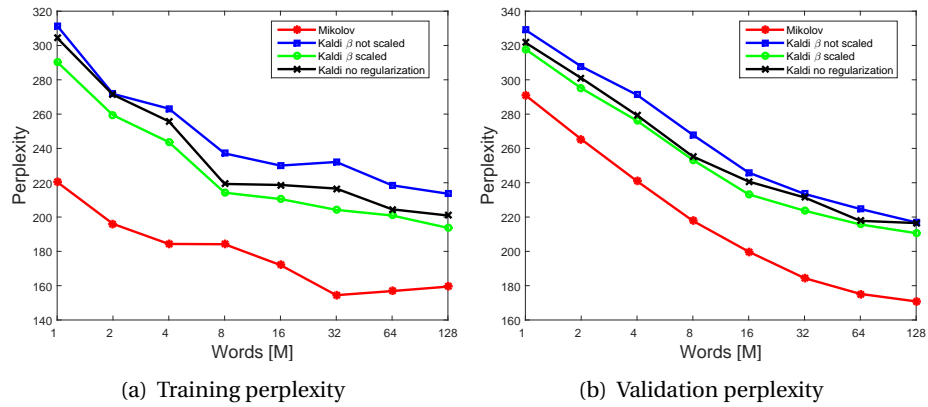 320
300
280
260
240
220
200
180
160
140
Perplexity
1 2 4 8 16 32 64 128
Words [M]
Mikolov
Kaldi β not scaled
Kaldi β scaled
Kaldi no regularization
(a) Training perplexity
340
320
300
280
260
240
220
200
180
160
Perplexity
1 2 4 8 16 32 64 128
Words [M]
Mikolov
Kaldi β not scaled
Kaldi β scaled
Kaldi no regularization
(b) Validation perplexity